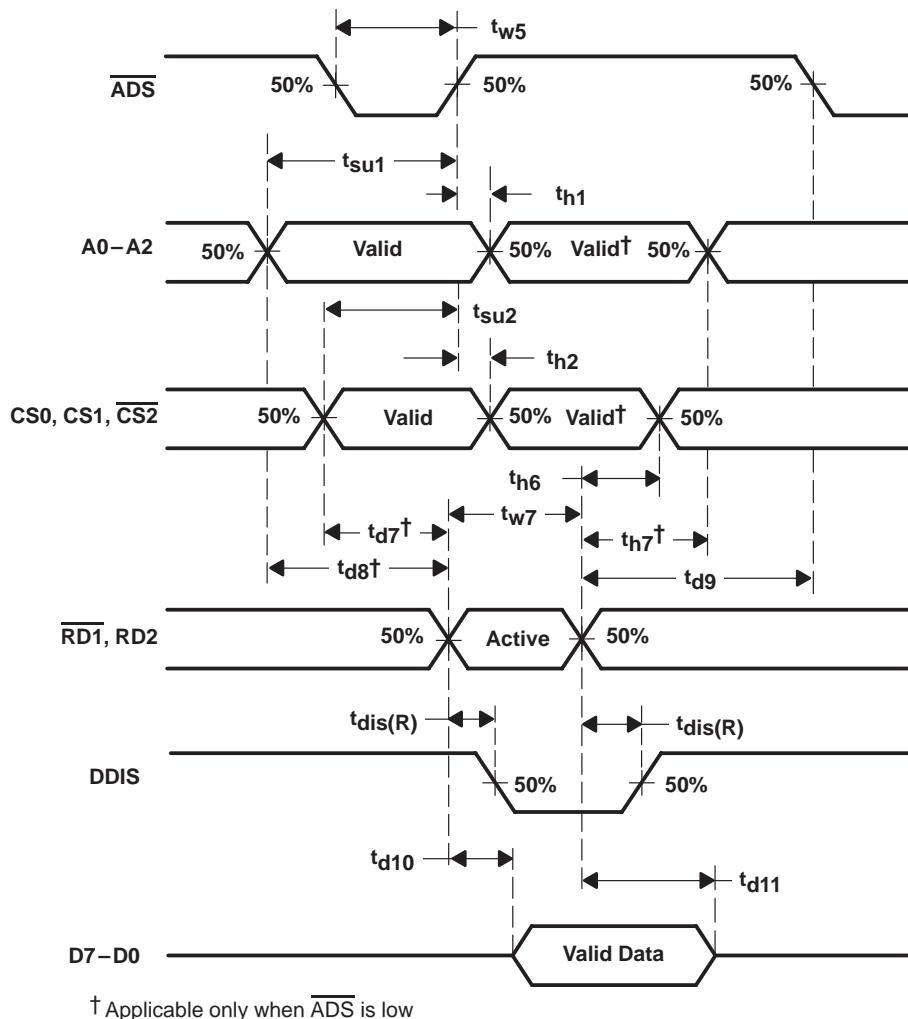 tw5
ADS
50%
50%
50%
tsu1
th1
A0–A2
50%
Valid
50%
Valid†
50%
tsu2
th2
CS0, CS1, CS2
50%
Valid
50%
Valid†
50%
th6
tw7
td7†
th7†
td8†
td9
RD1, RD2
50%
Active
50%
tdis(R)
tdis(R)
DDIS
50%
50%
td10
td11
D7–D0
Valid Data
† Applicable only when ADS is low